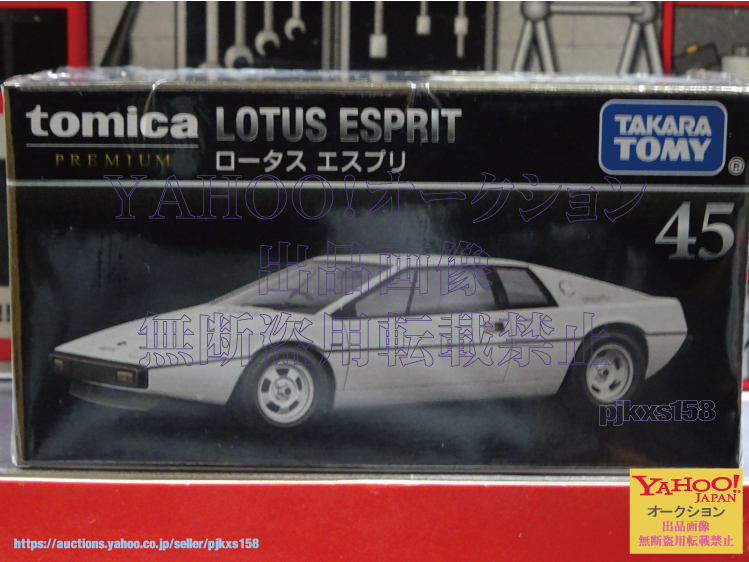 tomica
PREMIUM
LOTUS ESPRIT
ロータス エスプリ
TAKARA
TOMY
®
45
YAHOO!オークション
出品画像
無断盗用転載禁止
pjkxs158
YAHOO!
JAPAN
オークション
出品画像
無断盗用転載禁止
https://auctions.yahoo.co.jp/seller/pjkxs158